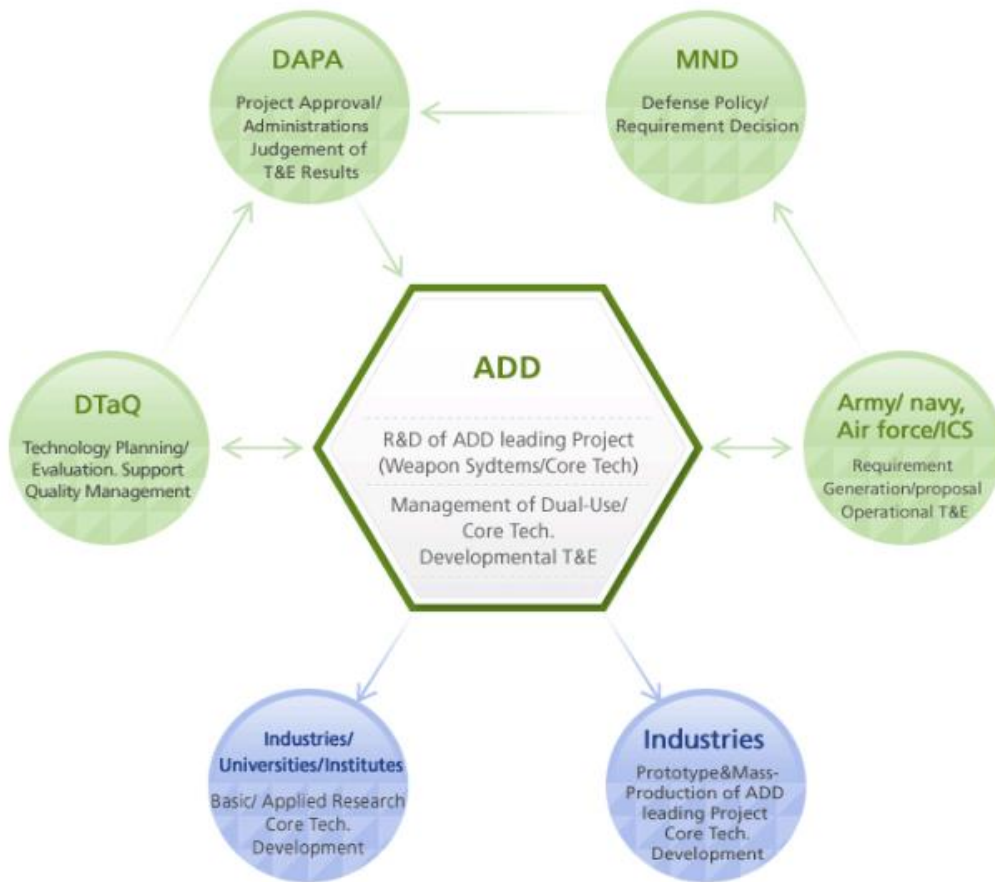 DAPA
Project Approval/
Administrations
Judgement of
T&E Results
MND
Defense Policy/
Requirement Decision
ADD
R&D of ADD leading Project
(Weapon Sydtems/Core Tech)
Management of Dual-Use/
Core Tech.
Developmental T&E
DTaQ
Technology Planning/
Evaluation. Support
Quality Management
Army/ navy,
Air force/ICS
Requirement
Generation/proposal
Operational T&E
Industries/
Universities/Institutes
Basic/ Applied Research
Core Tech.
Development
Industries
Prototype&Mass-
Production of ADD
leading Project
Core Tech.
Development